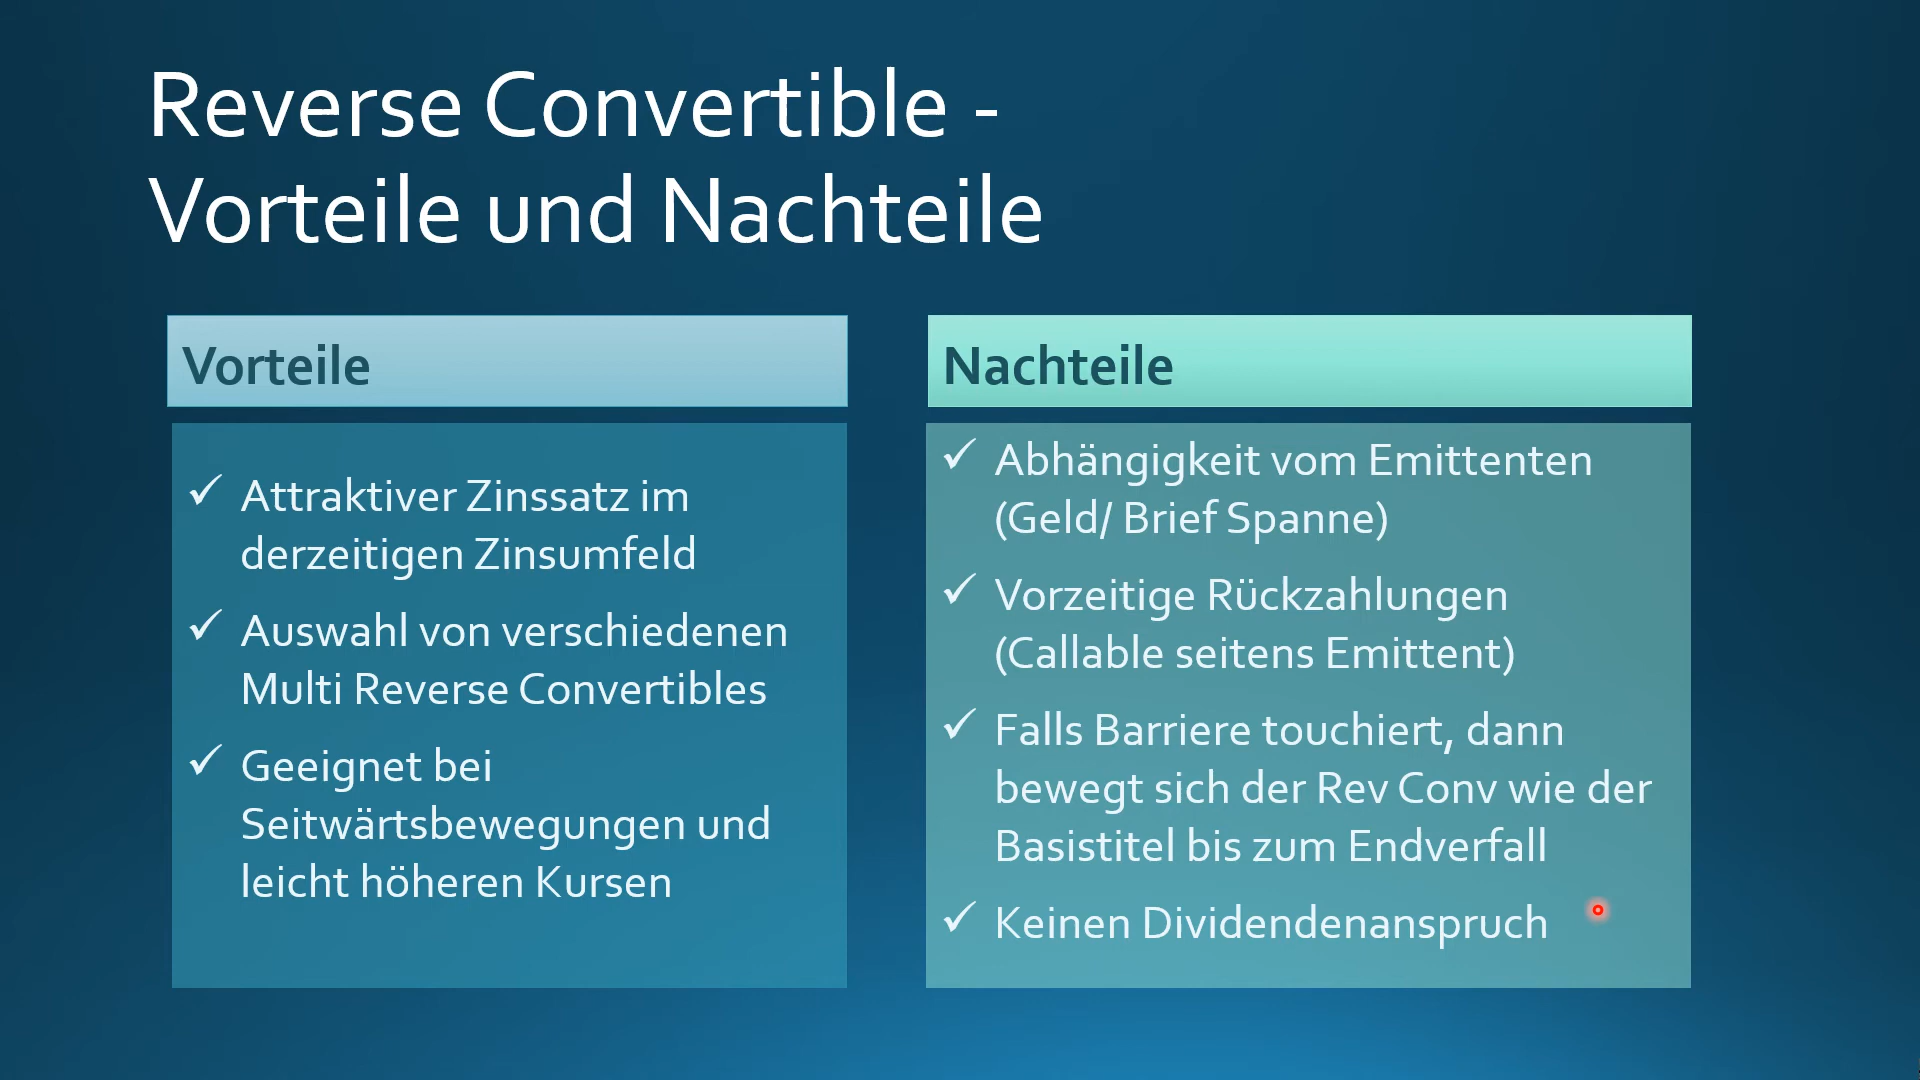 Reverse Convertible -
Vorteile und Nachteile
Vorteile
✓ Attraktiver Zinssatz im
derzeitigen Zinsumfeld
✓ Auswahl von verschiedenen
Multi Reverse Convertibles
✓ Geeignet bei
Seitwärtsbewegungen und
leicht höheren Kursen
Nachteile
✓ Abhängigkeit vom Emittenten
(Geld/ Brief Spanne)
✓ Vorzeitige Rückzahlungen
(Callable seitens Emittent)
✓ Falls Barriere touchiert, dann
bewegt sich der Rev Conv wie der
Basistitel bis zum Endverfall
✓ Keinen Dividendenanspruch